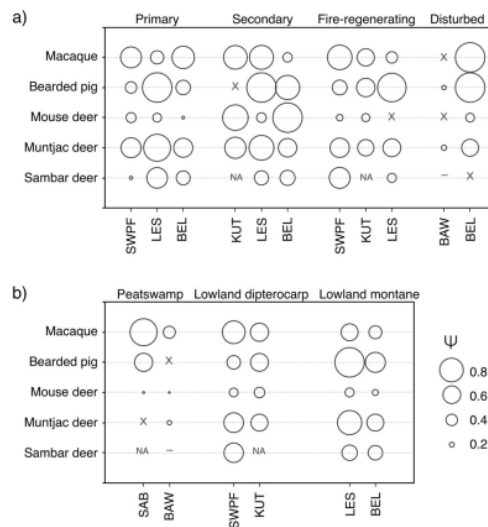 a)
Primary Secondary Fire-regenerating Disturbed
Macaque X
Bearded pig X
Mouse deer X X
Muntjac deer
Sambar deer NA NA – X
SWPF LES BEL KUT LES BEL SWPF KUT LES BAW BEL
b)
Peatswamp Lowland dipterocarp Lowland montane
Macaque
Bearded pig X
Mouse deer
Muntjac deer X
Sambar deer NA – NA
SAB BAW SWPF KUT LES BEL
Ψ
0.8
0.6
0.4
0.2